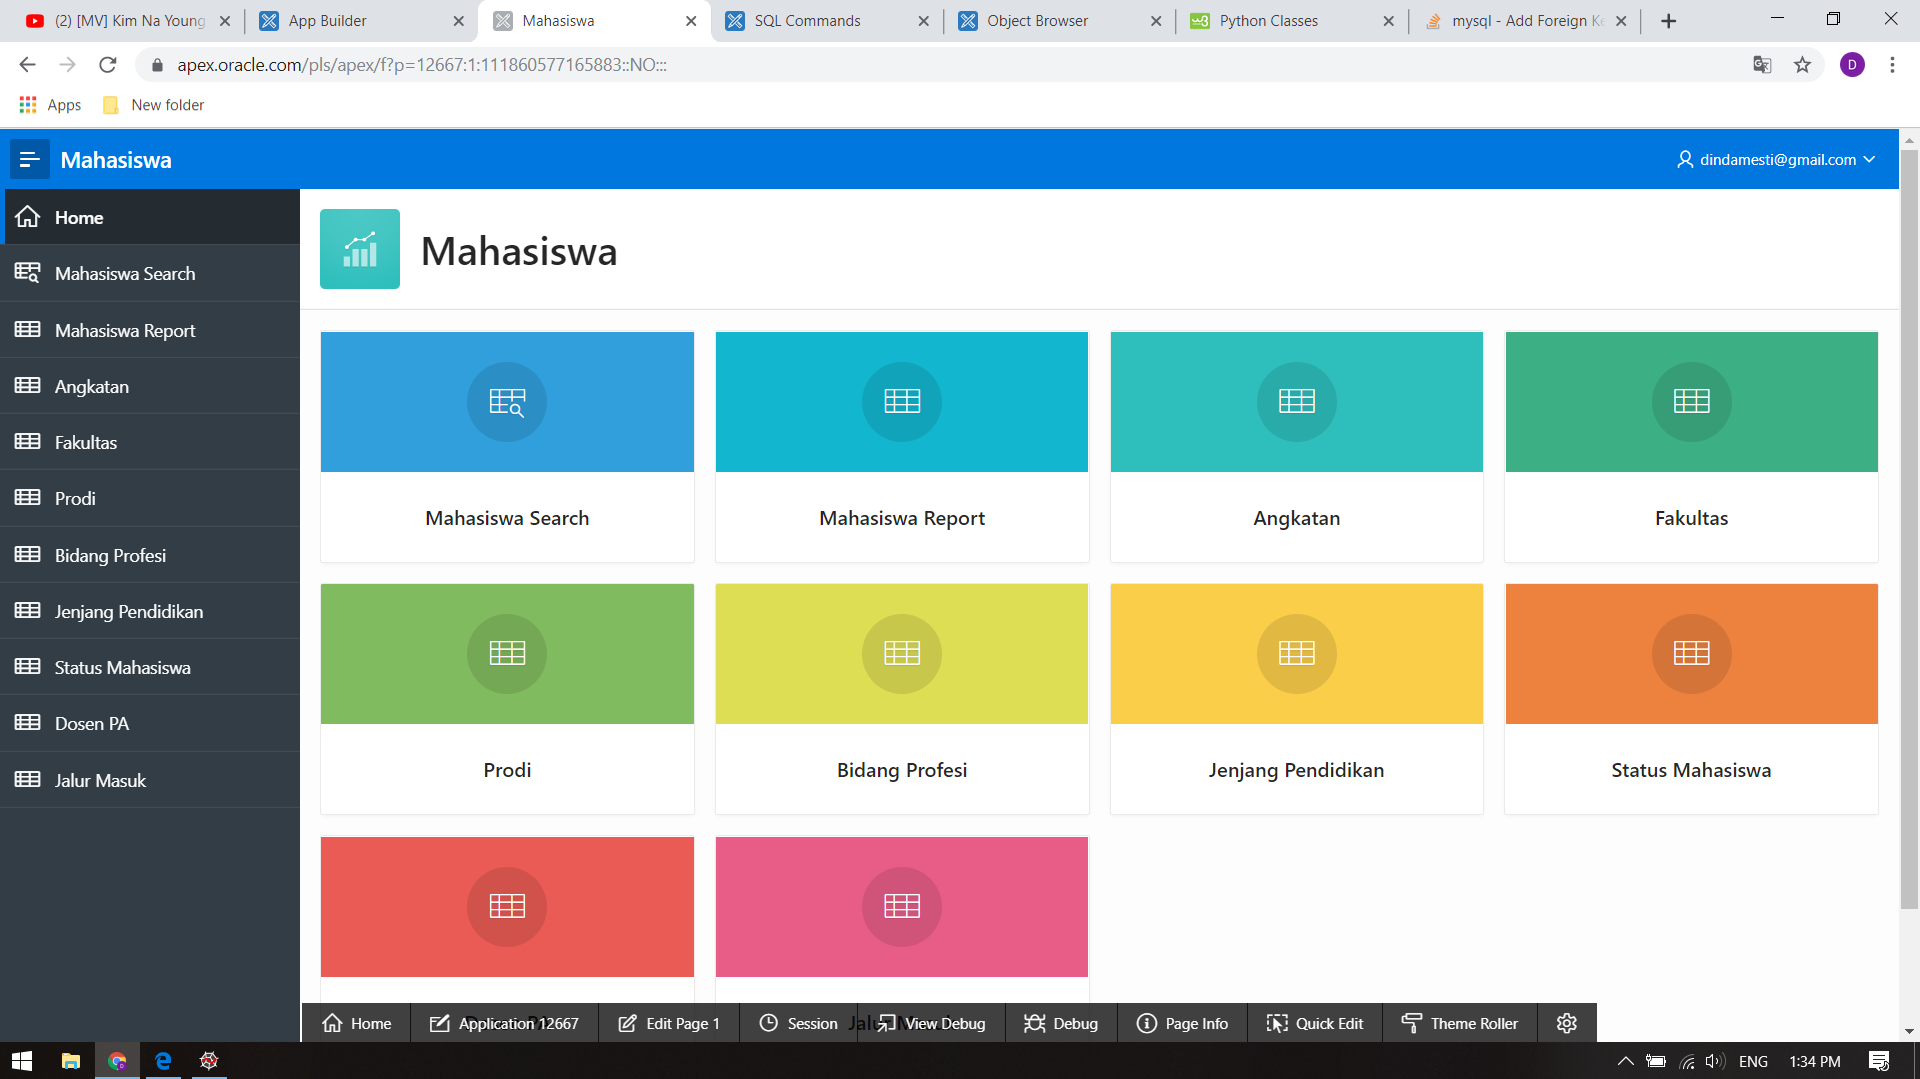 (2) [MV] Kim Na Young
App Builder
Mahasiswa
SQL Commands
Object Browser
Python Classes
mysql - Add Foreign Ke
apex.oracle.com/pls/apex/f?p=12667:1:111860577165883::NO:::
D
Apps
New folder
Mahasiswa
dindamesti@gmail.com
Home
Mahasiswa Search
Mahasiswa Report
Angkatan
Fakultas
Prodi
Bidang Profesi
Jenjang Pendidikan
Status Mahasiswa
Dosen PA
Jalur Masuk
Mahasiswa
Mahasiswa Search
Mahasiswa Report
Angkatan
Fakultas
Prodi
Bidang Profesi
Jenjang Pendidikan
Status Mahasiswa
Home
Application 12667
Edit Page 1
Session
View Debug
Debug
Page Info
Quick Edit
Theme Roller
ENG
1:34 PM